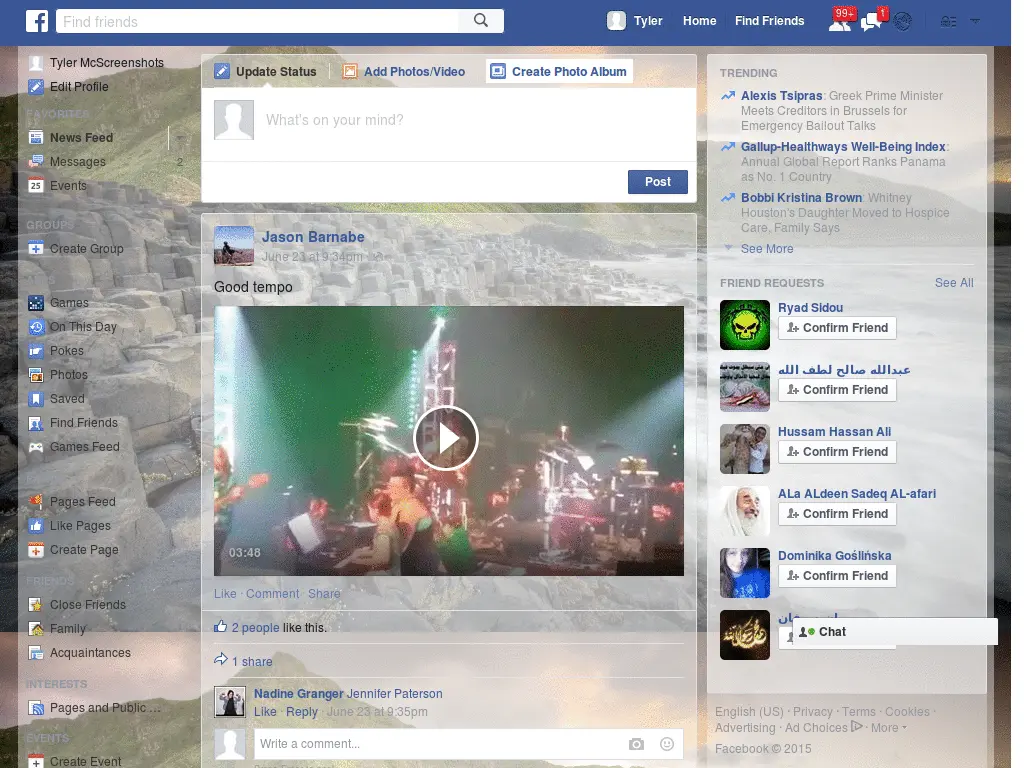 Find friends
Tyler
Home
Find Friends
99+
1
Tyler McScreenshots
Edit Profile
FAVORITES
News Feed
Messages
2
Events
GROUPS
Create Group
Games
On This Day
Pokes
Photos
Saved
Find Friends
Games Feed
Pages Feed
Like Pages
Create Page
FRIENDS
Close Friends
Family
Acquaintances
INTERESTS
Pages and Public ...
EVENTS
Create Event
Update Status
Add Photos/Video
Create Photo Album
What's on your mind?
Post
Jason Barnabe
June 23 at 9:34pm ·
Good tempo
03:48
Like · Comment · Share
2 people like this.
1 share
Nadine Granger Jennifer Paterson
Like · Reply · June 23 at 9:35pm
Write a comment...
TRENDING
Alexis Tsipras: Greek Prime Minister
Meets Creditors in Brussels for
Emergency Bailout Talks
Gallup-Healthways Well-Being Index:
Annual Global Report Ranks Panama
as No. 1 Country
Bobbi Kristina Brown: Whitney
Houston's Daughter Moved to Hospice
Care, Family Says
See More
FRIEND REQUESTS
See All
Ryad Sidou
Confirm Friend
عبدالله صالح لطف الله
Confirm Friend
Hussam Hassan Ali
Confirm Friend
ALa ALdeen Sadeq AL-afari
Confirm Friend
Dominika Goślińska
Confirm Friend
Chat
English (US) · Privacy · Terms · Cookies ·
Advertising · Ad Choices · More
Facebook © 2015